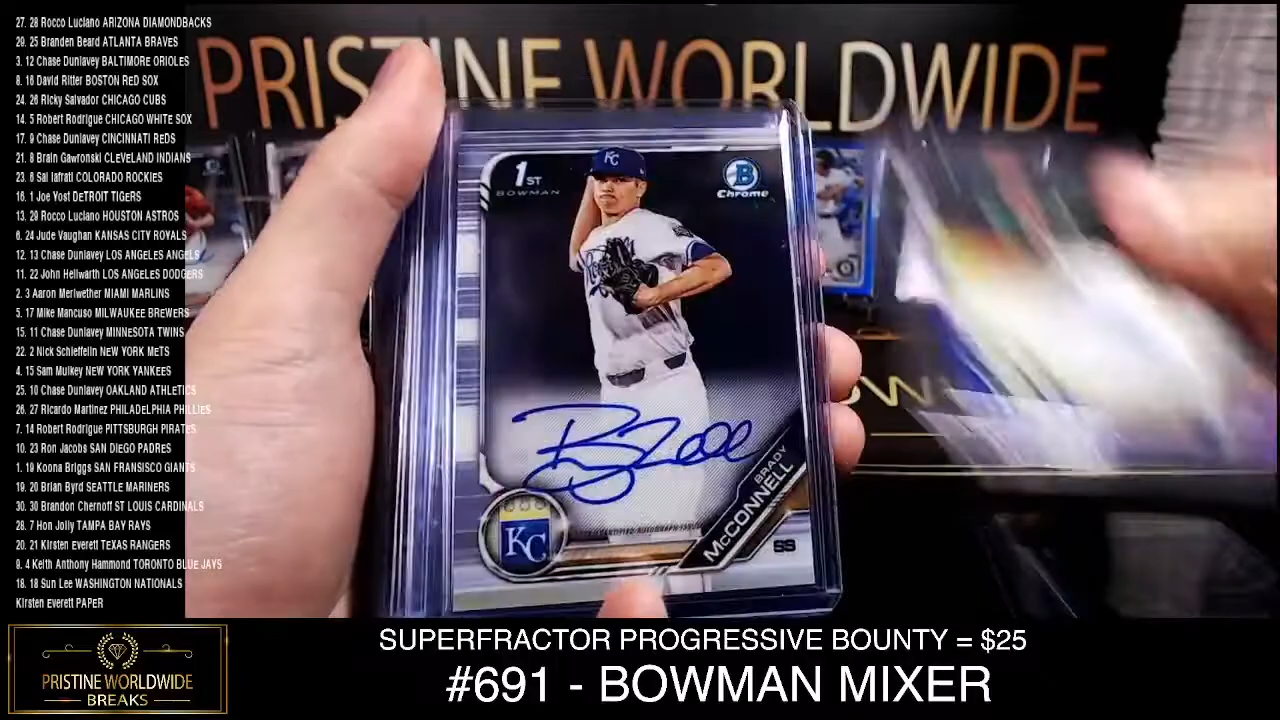 27. 28 Rocco Luciano ARIZONA DIAMONDBACKS
29. 25 Branden Beard ATLANTA BRAVES
3. 12 Chase Dunlavey BALTIMORE ORIOLES
8. 16 David Ritter BOSTON RED SOX
24. 26 Ricky Salvador CHICAGO CUBS
14. 5 Robert Rodrigue CHICAGO WHITE SOX
17. 9 Chase Dunlavey CINCINNATI REDS
21. 8 Brain Gawronski CLEVELAND INDIANS
23. 6 Sal Iafrati COLORADO ROCKIES
16. 1 Joe Yost DETROIT TIGERS
13. 29 Rocco Luciano HOUSTON ASTROS
6. 24 Jude Vaughan KANSAS CITY ROYALS
12. 13 Chase Dunlavey LOS ANGELES ANGELS
11. 22 John Hellwarth LOS ANGELES DODGERS
2. 3 Aaron Meriwether MIAMI MARLINS
5. 17 Mike Mancuso MILWAUKEE BREWERS
15. 11 Chase Dunlavey MINNESOTA TWINS
22. 2 Nick Schieffelin NEW YORK METS
4. 15 Sam Mulkey NEW YORK YANKEES
25. 10 Chase Dunlavey OAKLAND ATHLETICS
26. 27 Ricardo Martinez PHILADELPHIA PHILLIES
7. 14 Robert Rodrigue PITTSBURGH PIRATES
10. 23 Ron Jacobs SAN DIEGO PADRES
1. 19 Koona Briggs SAN FRANSISCO GIANTS
19. 20 Brian Byrd SEATTLE MARINERS
30. 30 Brandon Chernoff ST LOUIS CARDINALS
28. 7 Hon Jolly TAMPA BAY RAYS
20. 21 Kirsten Everett TEXAS RANGERS
9. 4 Keith Anthony Hammond TORONTO BLUE JAYS
18. 18 Sun Lee WASHINGTON NATIONALS
Kirsten Everett PAPER
PRISTINE WORLDWIDE
KC
1ST
BOWMAN
B
Chrome
Royals
BRADY
McCONNELL
SS
KC
CERTIFIED AUTOGRAPH ISSUE
PRISTINE WORLDWIDE
BREAKS
SUPERFRACTOR PROGRESSIVE BOUNTY = $25
#691 - BOWMAN MIXER